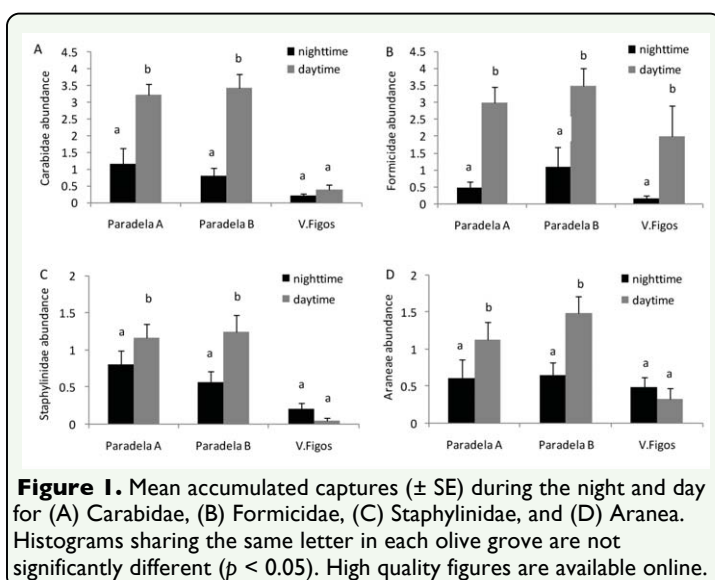 A
nighttime
daytime
Carabidae abundance
4.5
4
3.5
3
2.5
2
1.5
1
0.5
0
a b a b a a
Paradela A Paradela B V.Figos
B
nighttime
daytime
Formicidae abundance
4.5
4
3.5
3
2.5
2
1.5
1
0.5
0
a b a b a b
Paradela A Paradela B V.Figos
C
nighttime
daytime
Staphylinidae abundance
2
1.5
1
0.5
0
a b a b a a
Paradela A Paradela B V.Figos
D
nighttime
daytime
Araneae abundance
2
1.5
1
0.5
0
a b a b a a
Paradela A Paradela B V.Figos
Figure 1. Mean accumulated captures (± SE) during the night and day
for (A) Carabidae, (B) Formicidae, (C) Staphylinidae, and (D) Aranea.
Histograms sharing the same letter in each olive grove are not
significantly different (p < 0.05). High quality figures are available online.